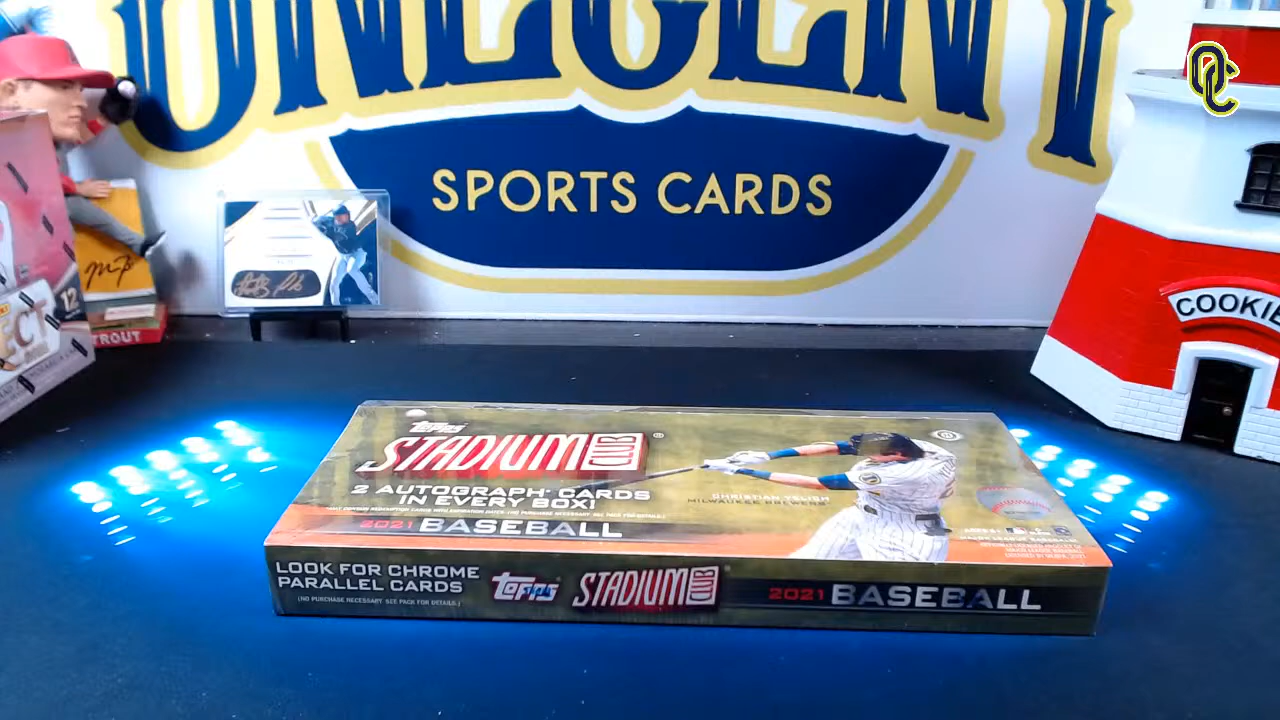 SPORTS CARDS
COOKIE
12
TROUT
TOPPS
STADIUM CLUB
2 AUTOGRAPH CARDS
IN EVERY BOX!
2021 BASEBALL
CHRISTIAN YELICH
MILWAUKEE BREWERS
LOOK FOR CHROME
PARALLEL CARDS
(NO PURCHASE NECESSARY. SEE PACK FOR DETAILS.)
TOPPS STADIUM CLUB 2021 BASEBALL